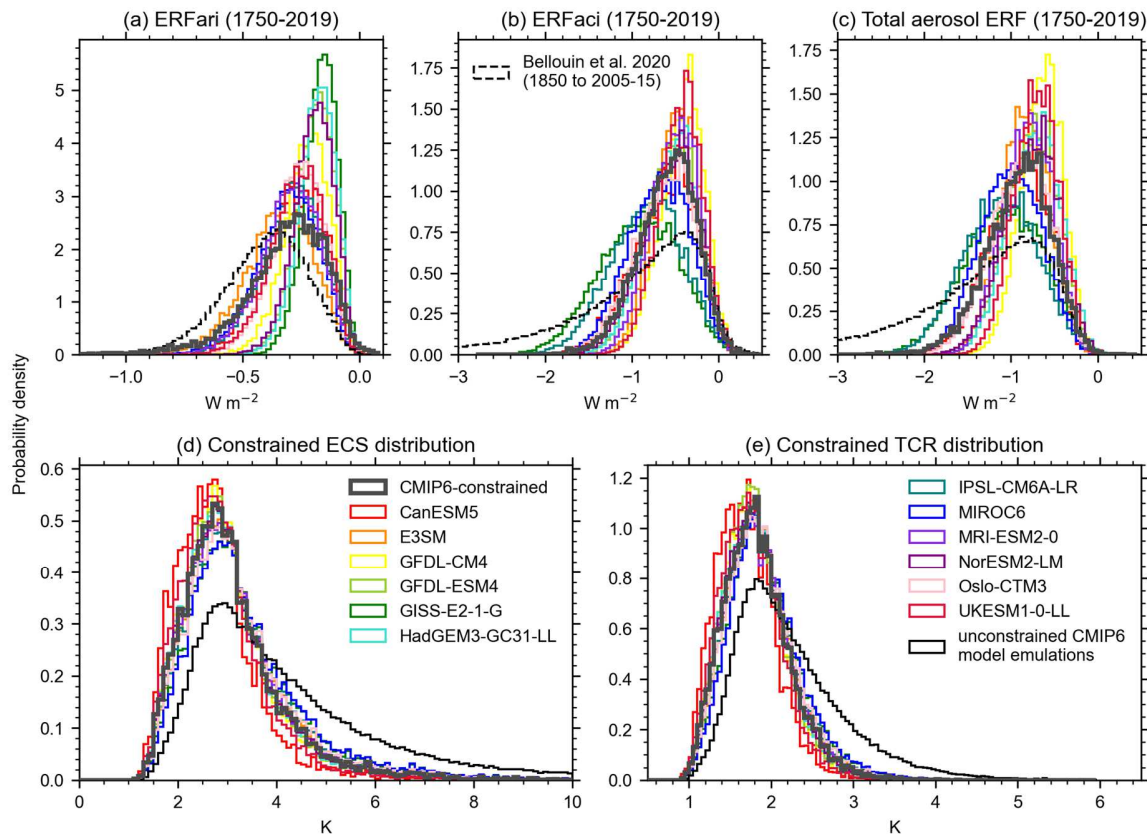 (a) ERFari (1750-2019)
(b) ERFaci (1750-2019)
(c) Total aerosol ERF (1750-2019)
Bellouin et al. 2020
(1850 to 2005-15)
5
4
3
2
1
0
−1.0
−0.5
0.0
W m−2
1.75
1.50
1.25
1.00
0.75
0.50
0.25
0.00
−3
−2
−1
0
W m−2
1.75
1.50
1.25
1.00
0.75
0.50
0.25
0.00
−3
−2
−1
0
W m−2
Probability density
(d) Constrained ECS distribution
0.6
0.5
0.4
0.3
0.2
0.1
0.0
0
2
4
6
8
10
K
CMIP6-constrained
CanESM5
E3SM
GFDL-CM4
GFDL-ESM4
GISS-E2-1-G
HadGEM3-GC31-LL
(e) Constrained TCR distribution
1.2
1.0
0.8
0.6
0.4
0.2
0.0
1
2
3
4
5
6
K
IPSL-CM6A-LR
MIROC6
MRI-ESM2-0
NorESM2-LM
Oslo-CTM3
UKESM1-0-LL
unconstrained CMIP6
model emulations